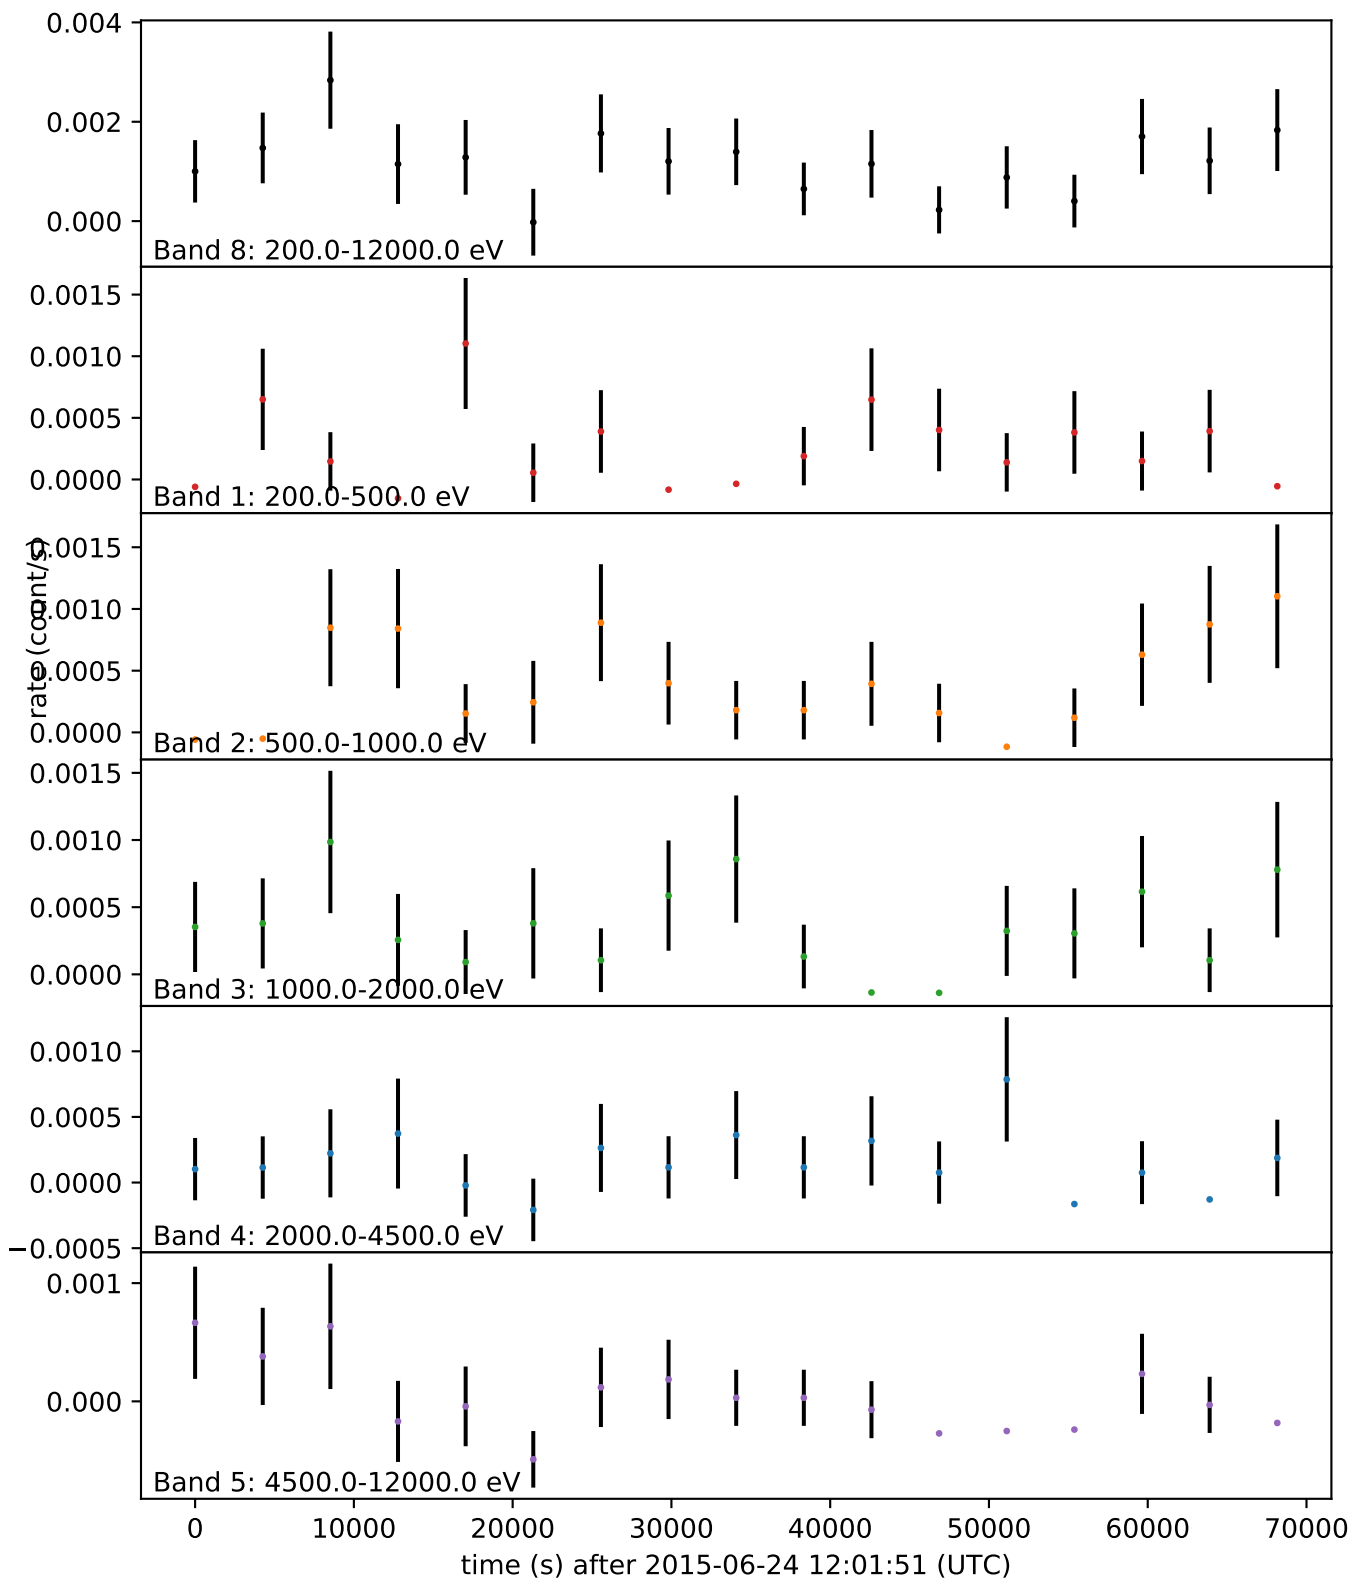 0.004
0.002
0.000
Band 8: 200.0-12000.0 eV
0.0015
0.0010
0.0005
0.0000
Band 1: 200.0-500.0 eV
rate (count/s)
0.0015
0.0010
0.0005
0.0000
Band 2: 500.0-1000.0 eV
0.0015
0.0010
0.0005
0.0000
Band 3: 1000.0-2000.0 eV
0.0010
0.0005
0.0000
−0.0005
Band 4: 2000.0-4500.0 eV
0.001
0.000
Band 5: 4500.0-12000.0 eV
0 10000 20000 30000 40000 50000 60000 70000
time (s) after 2015-06-24 12:01:51 (UTC)